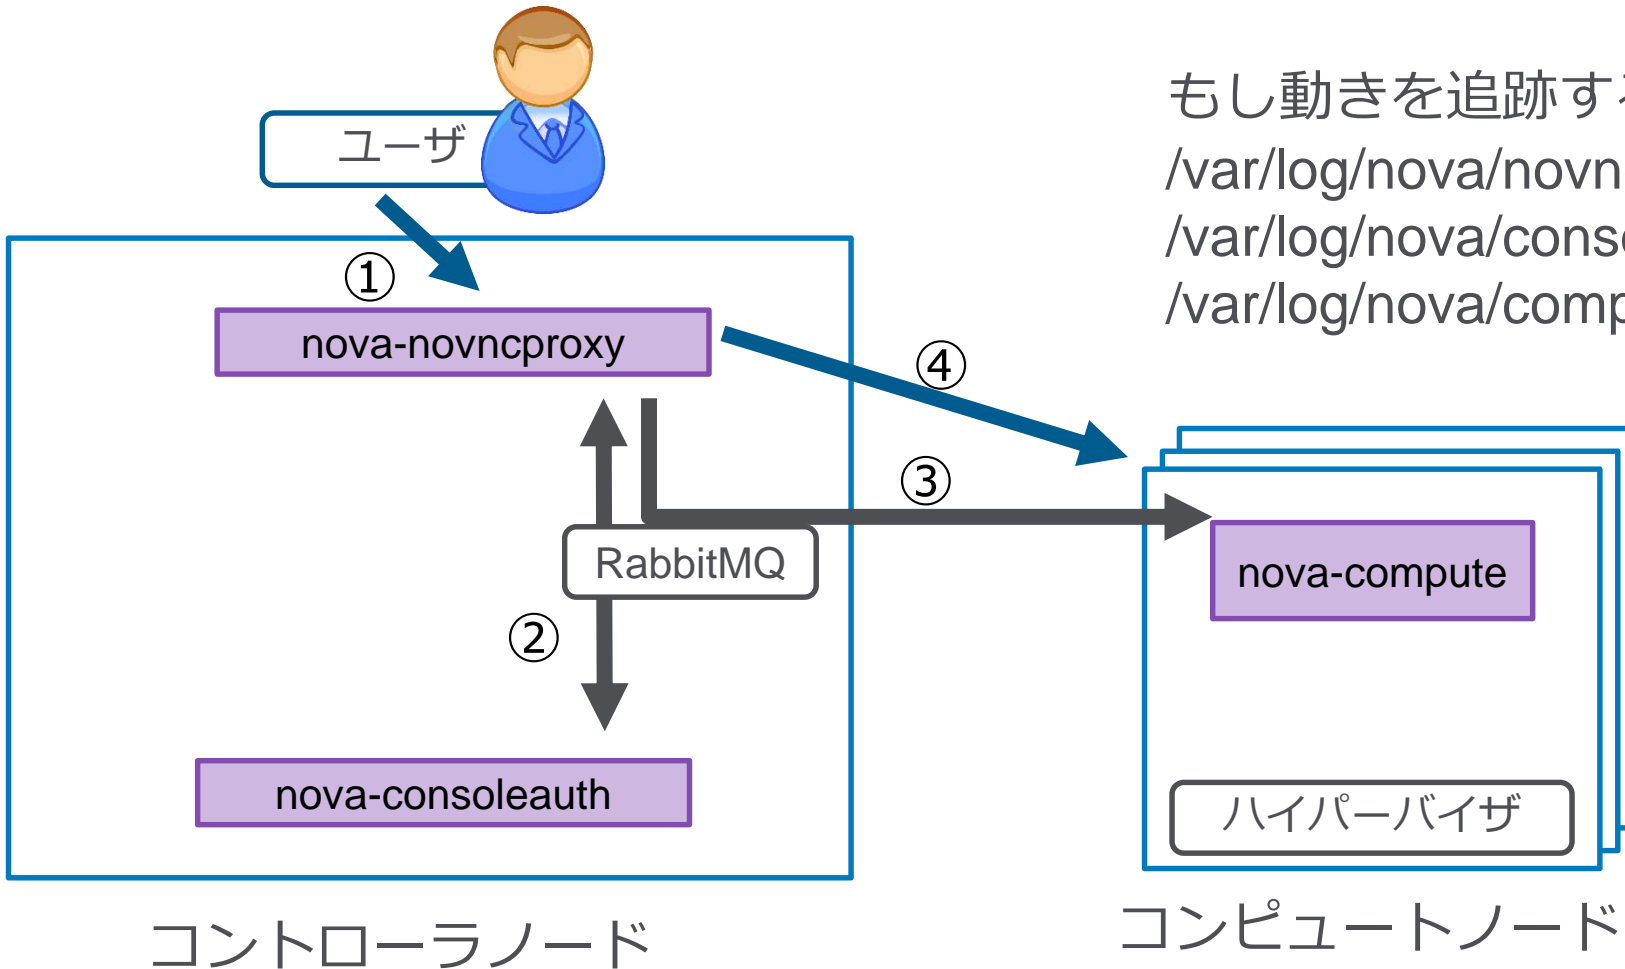 ユーザ
もし動きを追跡する
/var/log/nova/novn
/var/log/nova/conso
/var/log/nova/comp
①
nova-novncproxy
④
③
RabbitMQ
nova-compute
②
nova-consoleauth
ハイパーバイザ
コントローラノード
コンピュートノード